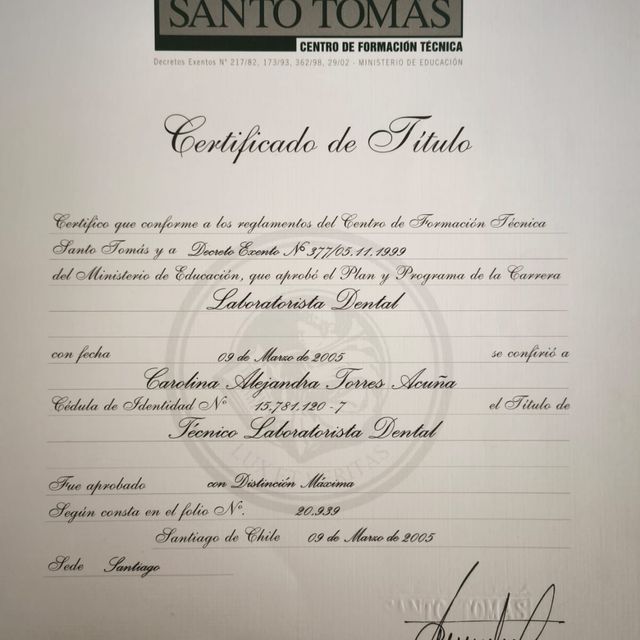 SANTO TOMAS
CENTRO DE FORMACIÓN TÉCNICA
Decretos Exentos N° 217/82, 173/93, 362/98, 29/02 - MINISTERIO DE EDUCACIÓN
Certificado de Título
Certifico que conforme a los reglamentos del Centro de Formación Técnica
Santo Tomás y a Decreto Exento Nº 377/05.11.1999
del Ministerio de Educación, que aprobó el Plan y Programa de la Carrera
Laboratorista Dental
con fecha 09 de Marzo de 2005 se confirió a
Carolina Alejandra Torres Acuña
Cédula de Identidad Nº 15,781,120-7 el Título de
Técnico Laboratorista Dental
Fue aprobado con Distinción Máxima
Según consta en el folio Nº. 20,939
Santiago de Chile 09 de Marzo de 2005
Sede Santiago
SANTO TOMAS